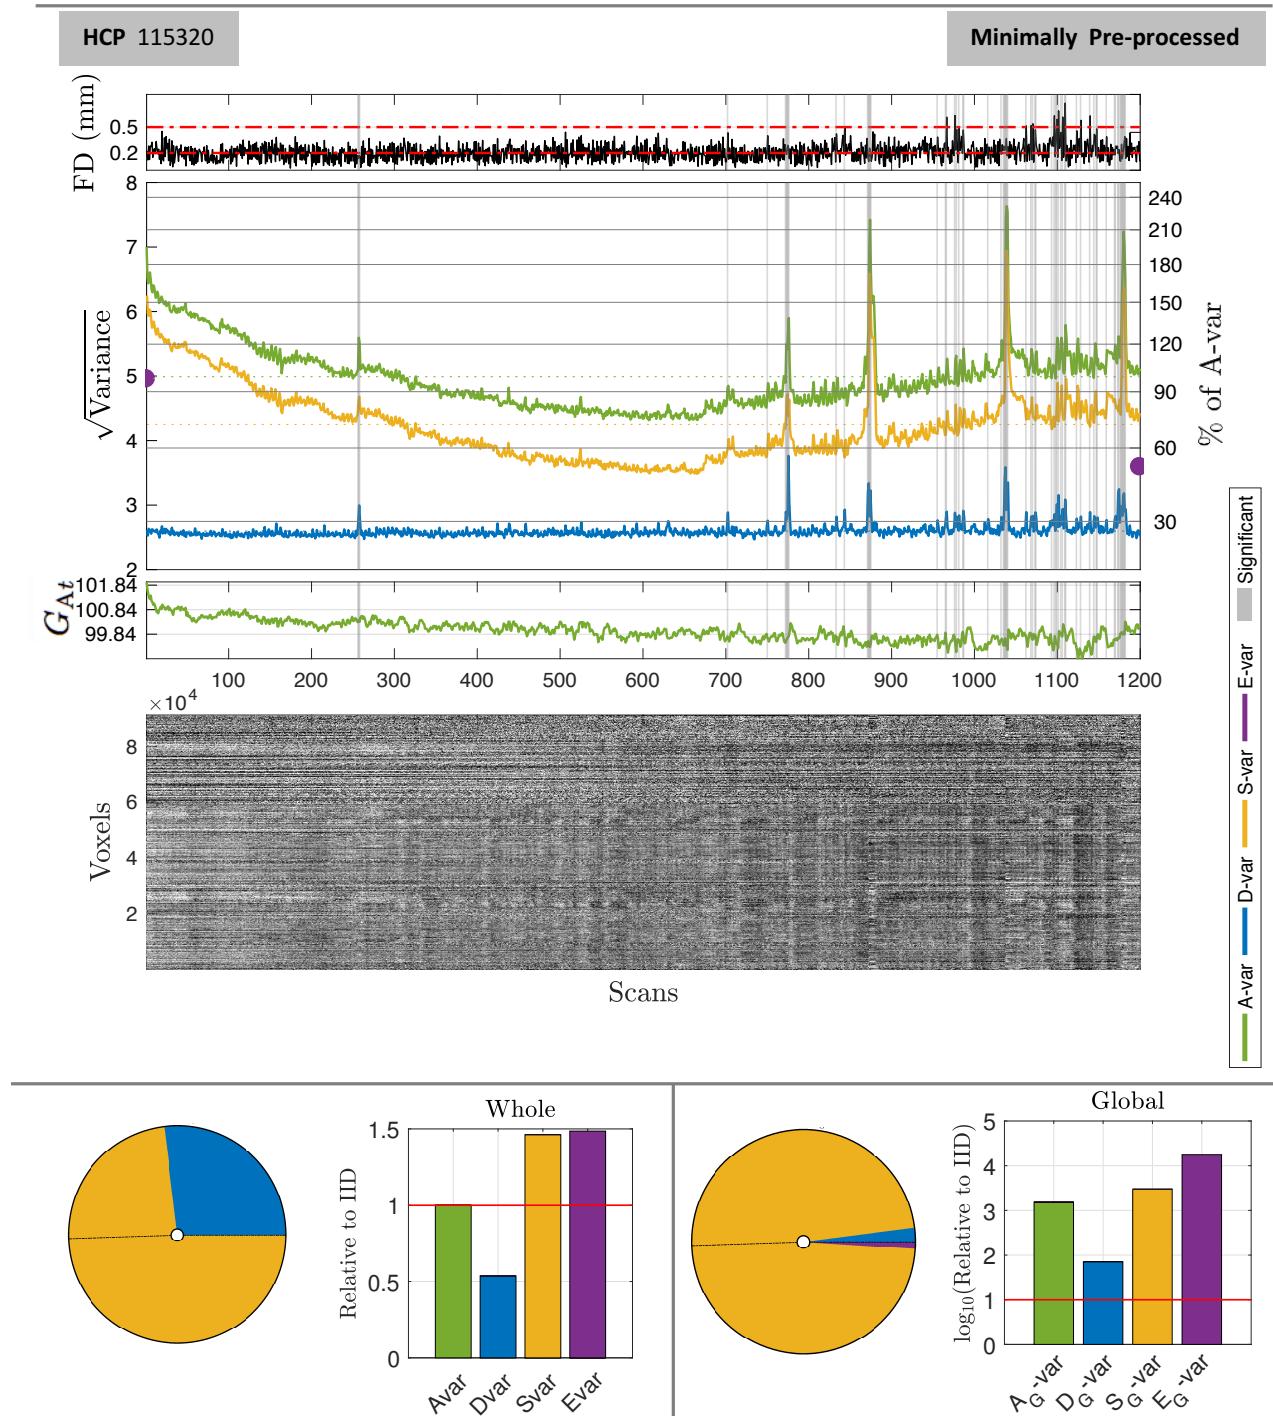 HCP 115320
Minimally Pre-processed
FD (mm)
0.5
0.2
√Variance
8
7
6
5
4
3
2
% of A-var
240
210
180
150
120
90
60
30
G_At
101.84
100.84
99.84
100 200 300 400 500 600 700 800 900 1000 1100 1200
×10^4
Voxels
8
6
4
2
Scans
A-var D-var S-var E-var Significant
Whole
Relative to IID
1.5
1
0.5
0
Avar Dvar Svar Evar
Global
log10(Relative to IID)
5
4
3
2
1
0
A_G-var D_G-var S_G-var E_G-var